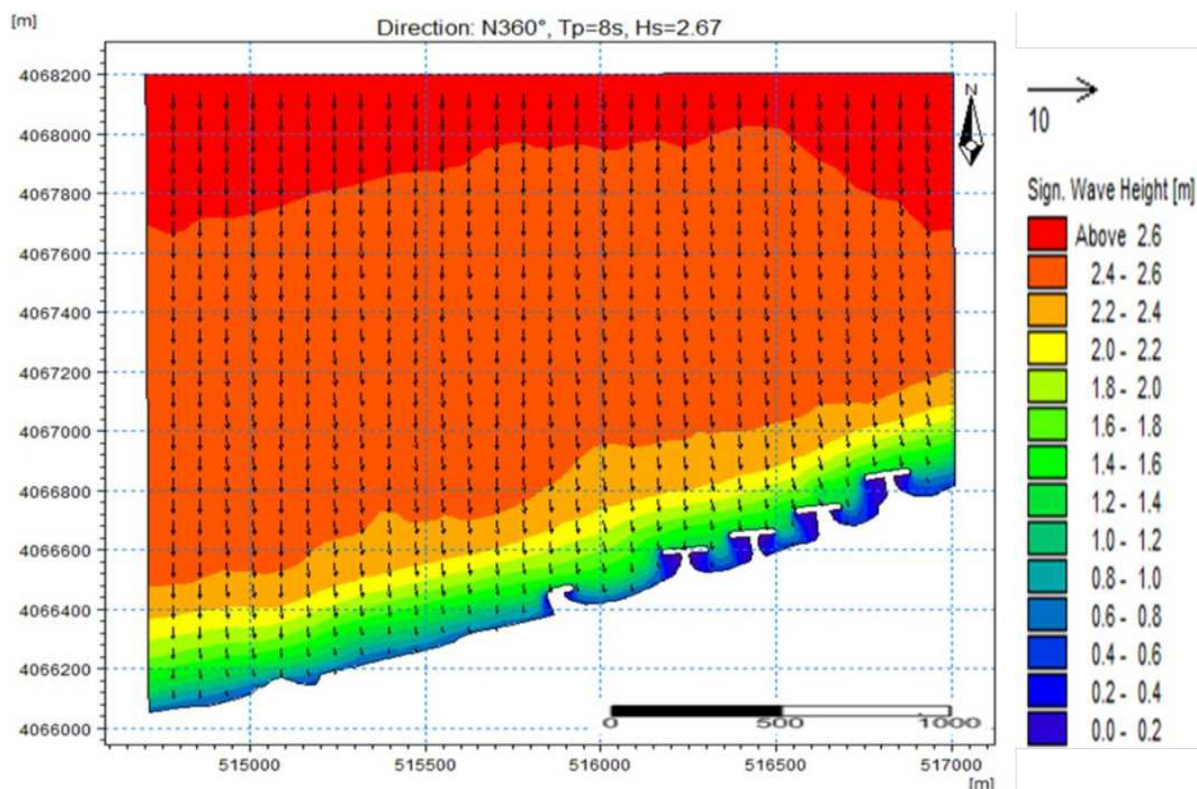 [m]
Direction: N360°, Tp=8s, Hs=2.67
4068200
4068000
4067800
4067600
4067400
4067200
4067000
4066800
4066600
4066400
4066200
4066000
515000 515500 516000 516500 517000
[m]
N
0 500 1000
10
Sign. Wave Height [m]
Above 2.6
2.4 - 2.6
2.2 - 2.4
2.0 - 2.2
1.8 - 2.0
1.6 - 1.8
1.4 - 1.6
1.2 - 1.4
1.0 - 1.2
0.8 - 1.0
0.6 - 0.8
0.4 - 0.6
0.2 - 0.4
0.0 - 0.2